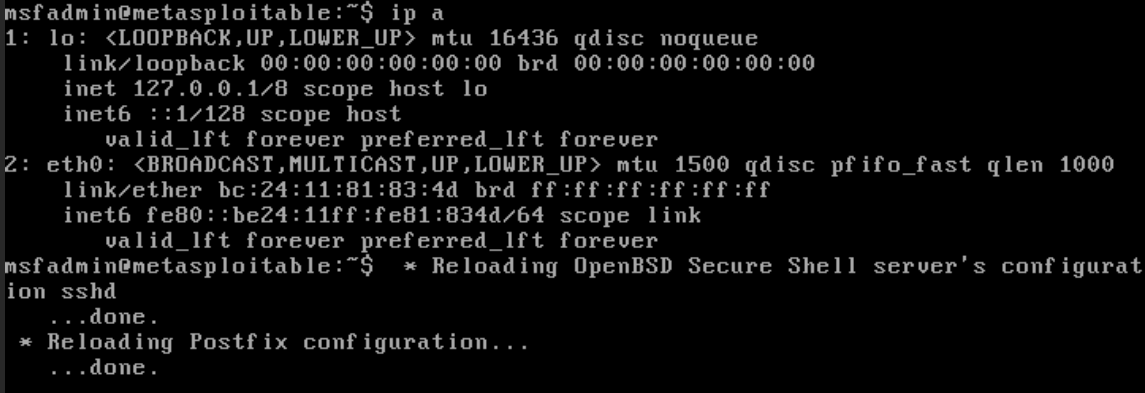 msfadmin@metasploitable:~$ ip a
1: lo: <LOOPBACK,UP,LOWER_UP> mtu 16436 qdisc noqueue
    link/loopback 00:00:00:00:00:00 brd 00:00:00:00:00:00
    inet 127.0.0.1/8 scope host lo
    inet6 ::1/128 scope host
       valid_lft forever preferred_lft forever
2: eth0: <BROADCAST,MULTICAST,UP,LOWER_UP> mtu 1500 qdisc pfifo_fast qlen 1000
    link/ether bc:24:11:81:83:4d brd ff:ff:ff:ff:ff:ff
    inet6 fe80::be24:11ff:fe81:834d/64 scope link
       valid_lft forever preferred_lft forever
msfadmin@metasploitable:~$  * Reloading OpenBSD Secure Shell server's configurat
ion sshd
   ...done.
 * Reloading Postfix configuration...
   ...done.